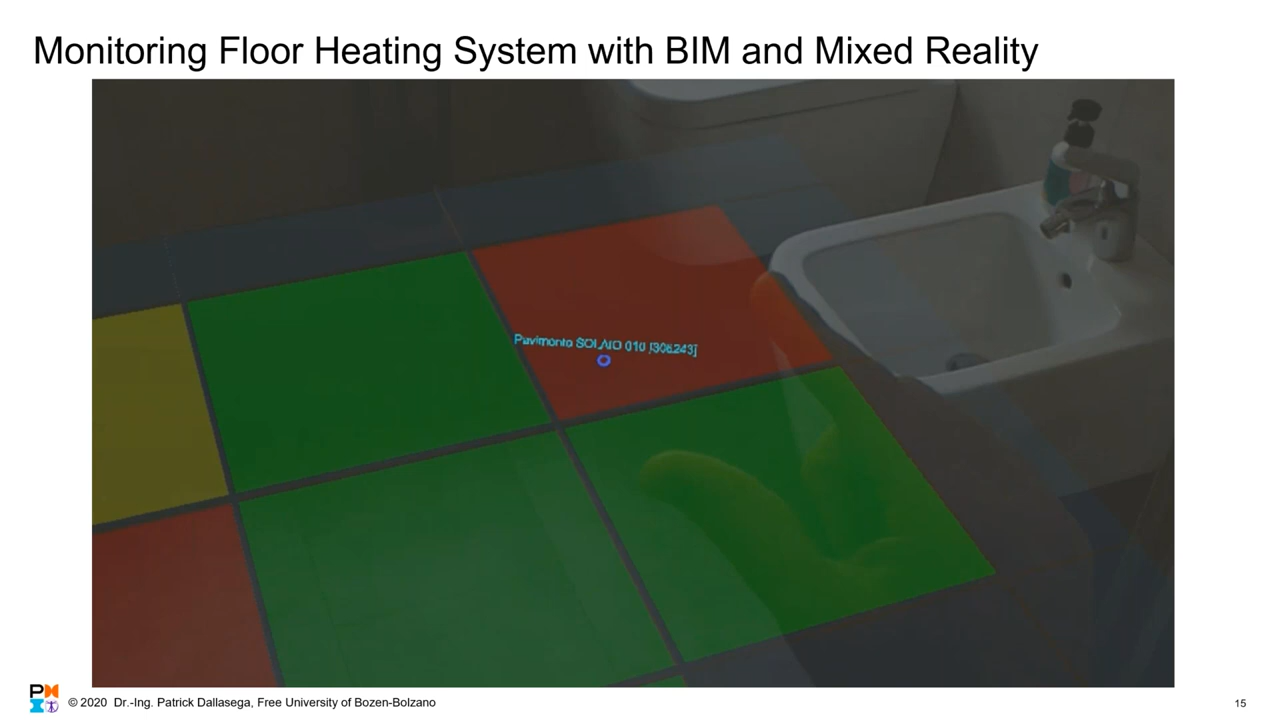 Monitoring Floor Heating System with BIM and Mixed Reality
Pavimento SOLAIO 010 [306243]
© 2020 Dr.-Ing. Patrick Dallasega, Free University of Bozen-Bolzano
15